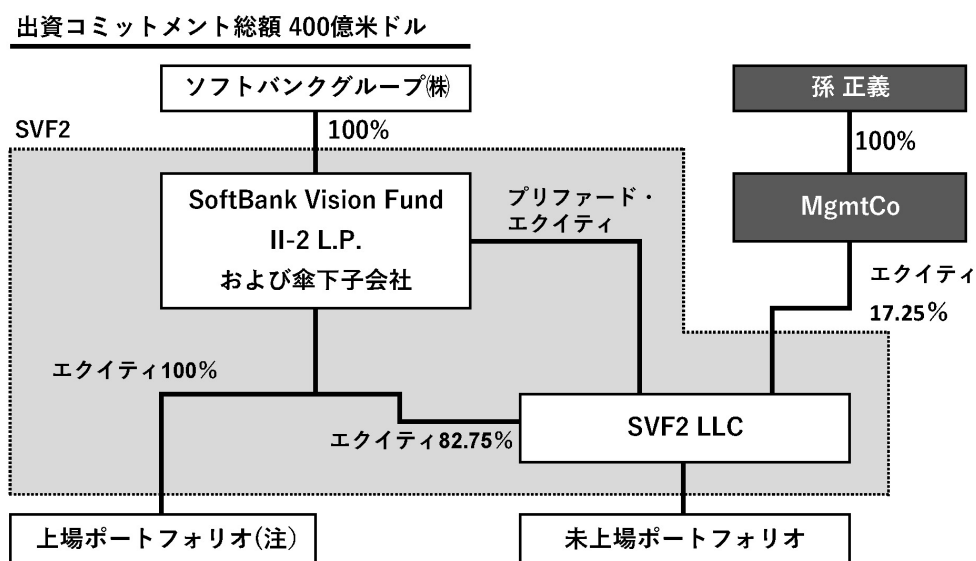 出資コミットメント総額 400億米ドル
ソフトバンクグループ㈱
孫 正義
SVF2
100%
100%
SoftBank Vision Fund
II-2 L.P.
および傘下子会社
プリファード・
エクイティ
MgmtCo
エクイティ
17.25%
エクイティ100%
エクイティ82.75%
SVF2 LLC
上場ポートフォリオ(注)
未上場ポートフォリオ